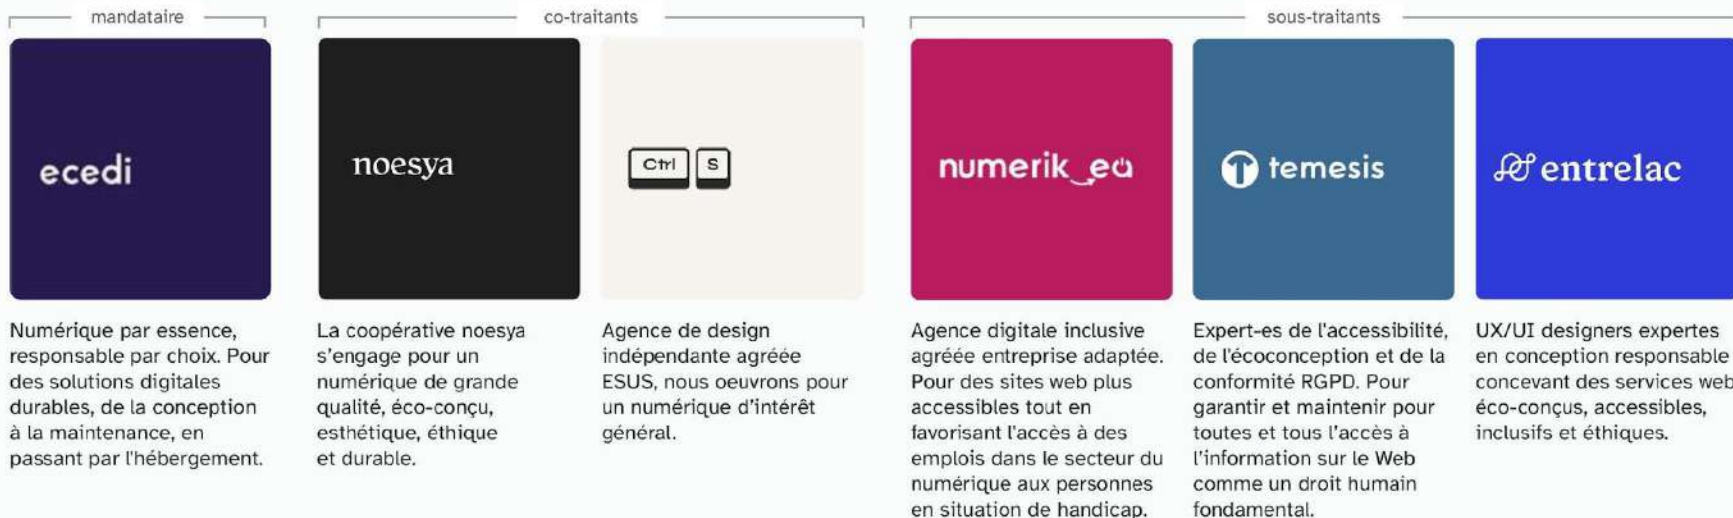 mandataire
co-traitants
sous-traitants
ecedi
noesya
Ctrl S
numerik_ea
temesis
entrelac
Numérique par essence,
responsable par choix. Pour
des solutions digitales
durables, de la conception
à la maintenance, en
passant par l'hébergement.
La coopérative noesya
s'engage pour un
numérique de grande
qualité, éco-conçu,
esthétique, éthique
et durable.
Agence de design
indépendante agréée
ESUS, nous oeuvrons pour
un numérique d'intérêt
général.
Agence digitale inclusive
agréée entreprise adaptée.
Pour des sites web plus
accessibles tout en
favorisant l'accès à des
emplois dans le secteur du
numérique aux personnes
en situation de handicap.
Expert-es de l'accessibilité,
de l'écoconception et de la
conformité RGPD. Pour
garantir et maintenir pour
toutes et tous l'accès à
l'information sur le Web
comme un droit humain
fondamental.
UX/UI designers expertes
en conception responsable
concevant des services web
éco-conçus, accessibles,
inclusifs et éthiques.